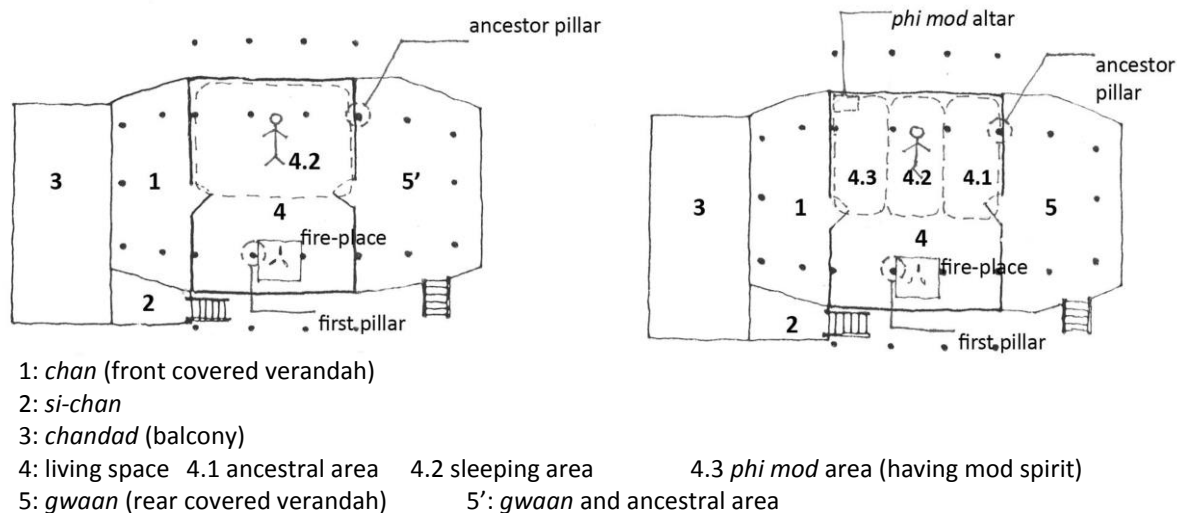 ancestor pillar
3
1
4.2
5’
4
fire-place
2
first pillar
phi mod altar
ancestor
pillar
3
1
4.3
4.2
4.1
5
4
fire-place
2
first pillar
1: chan (front covered verandah)
2: si-chan
3: chandad (balcony)
4: living space 4.1 ancestral area 4.2 sleeping area 4.3 phi mod area (having mod spirit)
5: gwaan (rear covered verandah) 5’: gwaan and ancestral area